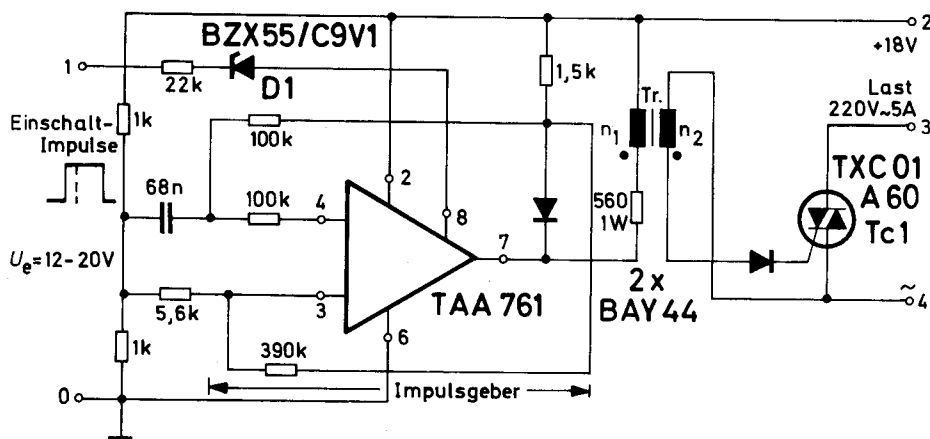 BZX55/C9V1
2
+18V
1
22k
D1
1,5k
Tr.
Last
220V~5A
3
Einschalt-
Impulse
1k
100k
n1
n2
TXC 01
A 60
Tc1
68n
100k
4
2
8
560
1W
7
Ue=12-20V
5,6k
3
TAA 761
2x
BAY 44
~
4
6
1k
390k
Impulsgeber
0